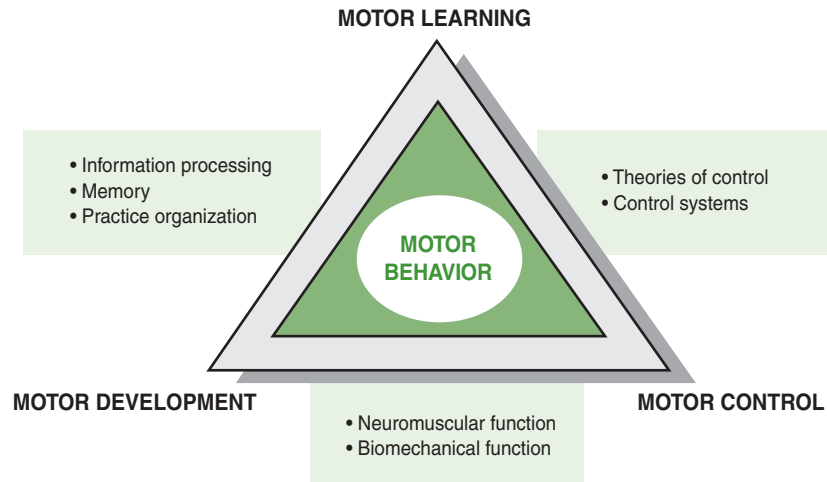 MOTOR LEARNING
• Information processing
• Memory
• Practice organization
• Theories of control
• Control systems
MOTOR
BEHAVIOR
MOTOR DEVELOPMENT
MOTOR CONTROL
• Neuromuscular function
• Biomechanical function